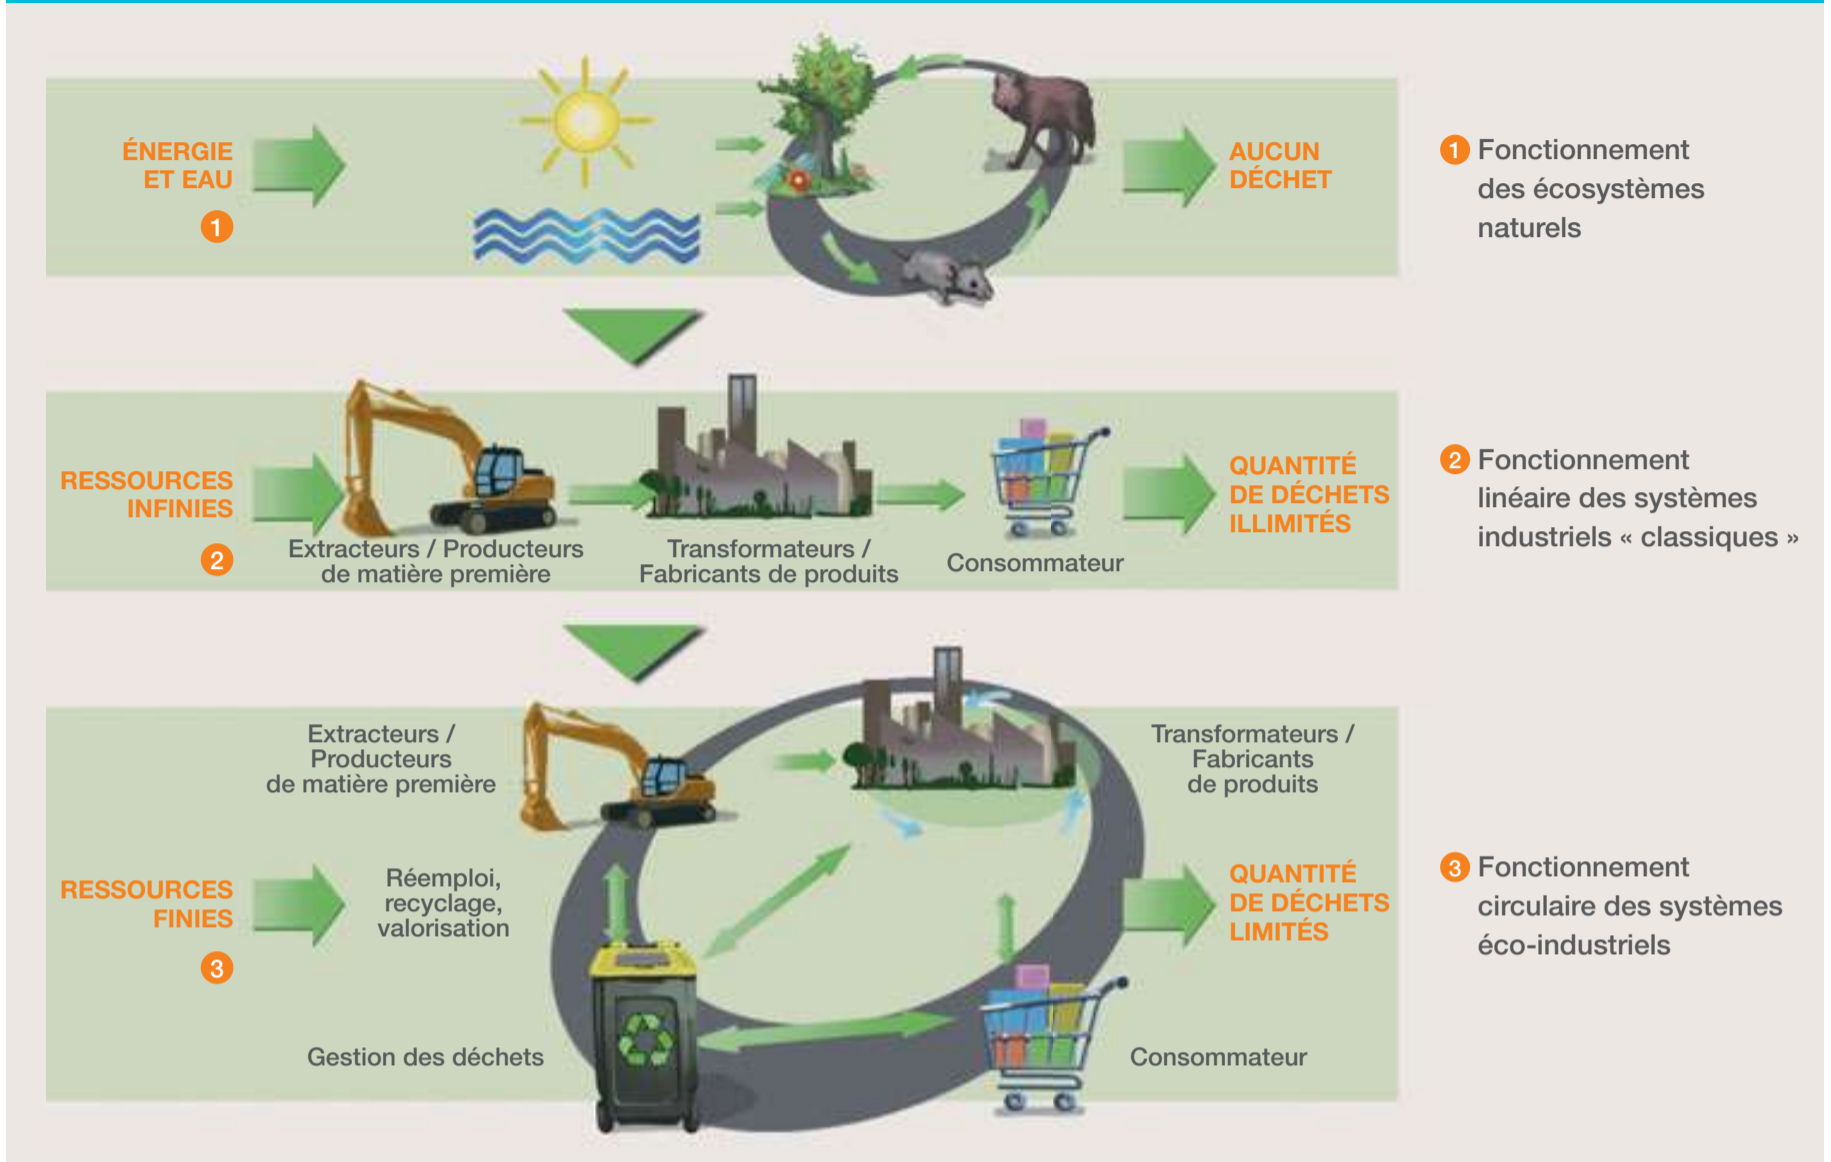 ÉNERGIE
ET EAU
1
AUCUN
DÉCHET
1 Fonctionnement
des écosystèmes
naturels
RESSOURCES
INFINIES
2
Extracteurs / Producteurs
de matière première
Transformateurs /
Fabricants de produits
Consommateur
QUANTITÉ
DE DÉCHETS
ILLIMITÉS
2 Fonctionnement
linéaire des systèmes
industriels « classiques »
Extracteurs /
Producteurs
de matière première
Transformateurs /
Fabricants
de produits
RESSOURCES
FINIES
3
Réemploi,
recyclage,
valorisation
QUANTITÉ
DE DÉCHETS
LIMITÉS
3 Fonctionnement
circulaire des systèmes
éco-industriels
Gestion des déchets
Consommateur